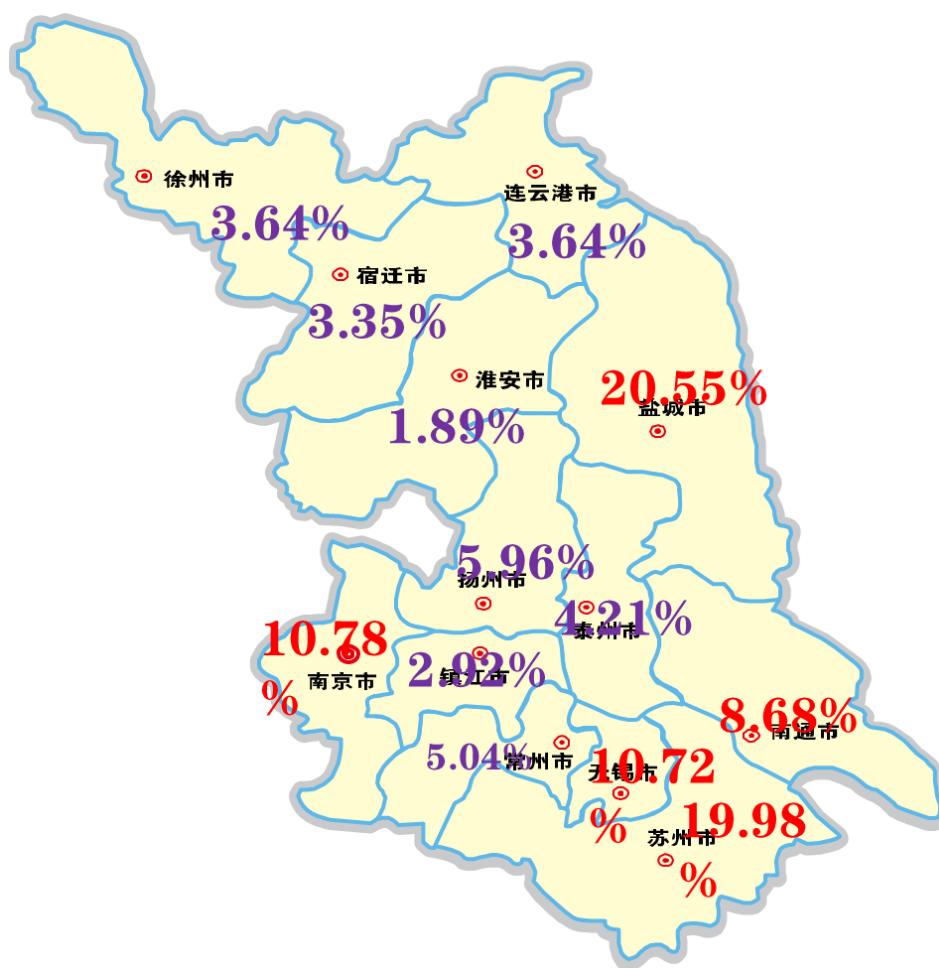 徐州市
3.64%
连云港市
3.64%
宿迁市
3.35%
淮安市
1.89%
20.55%
盐城市
5.96%
扬州市
4.21%
泰州市
10.78
%
南京市
2.92%
镇江市
8.68%
南通市
5.04%
常州市
无锡市
10.72
%
19.98
%
苏州市